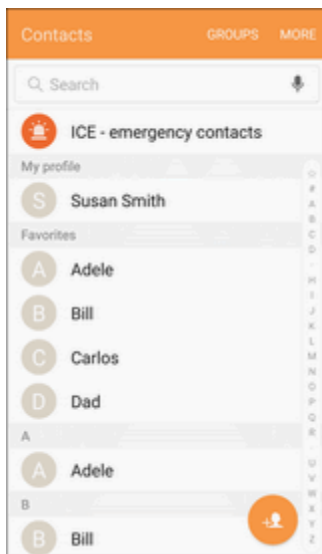 Contacts GROUPS MORE
Search
ICE - emergency contacts
My profile
S Susan Smith
Favorites
A Adele
B Bill
C Carlos
D Dad
A
A Adele
B
B Bill
#
A
B
C
D
H
I
J
K
L
M
N
O
P
Q
R
U
V
W
X
Y
Z